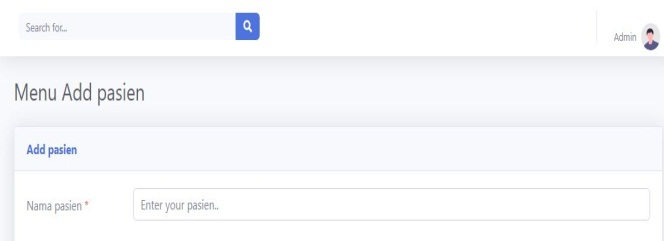 Search for...
Admin
Menu Add pasien
Add pasien
Nama pasien *
Enter your pasien..